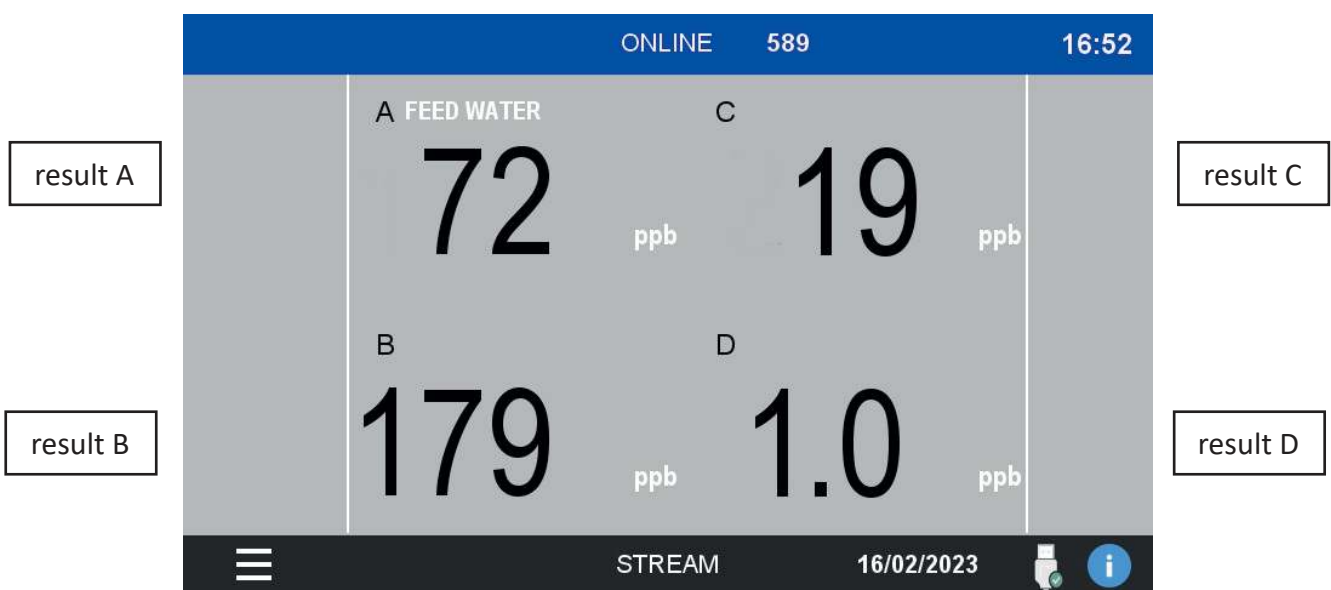 ONLINE 589 16:52
A FEED WATER C
result A 72 ppb 19 ppb result C
B D
result B 179 ppb 1.0 ppb result D
STREAM 16/02/2023